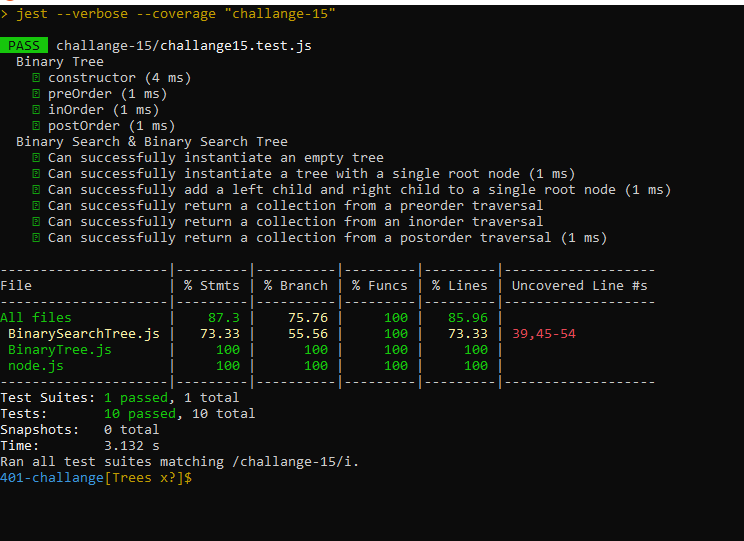 > jest --verbose --coverage "challange-15"
PASS challange-15/challange15.test.js
Binary Tree
constructor (4 ms)
preOrder (1 ms)
inOrder (1 ms)
postOrder (1 ms)
Binary Search & Binary Search Tree
Can successfully instantiate an empty tree
Can successfully instantiate a tree with a single root node (1 ms)
Can successfully add a left child and right child to a single root node (1 ms)
Can successfully return a collection from a preorder traversal
Can successfully return a collection from an inorder traversal
Can successfully return a collection from a postorder traversal (1 ms)
---------------------|---------|----------|---------|---------|-------------------
File | % Stmts | % Branch | % Funcs | % Lines | Uncovered Line #s
---------------------|---------|----------|---------|---------|-------------------
All files | 87.3 | 75.76 | 100 | 85.96 |
BinarySearchTree.js | 73.33 | 55.56 | 100 | 73.33 | 39,45-54
BinaryTree.js | 100 | 100 | 100 | 100 |
node.js | 100 | 100 | 100 | 100 |
---------------------|---------|----------|---------|---------|-------------------
Test Suites: 1 passed, 1 total
Tests: 10 passed, 10 total
Snapshots: 0 total
Time: 3.132 s
Ran all test suites matching /challange-15/i.
401-challange[Trees x?]$